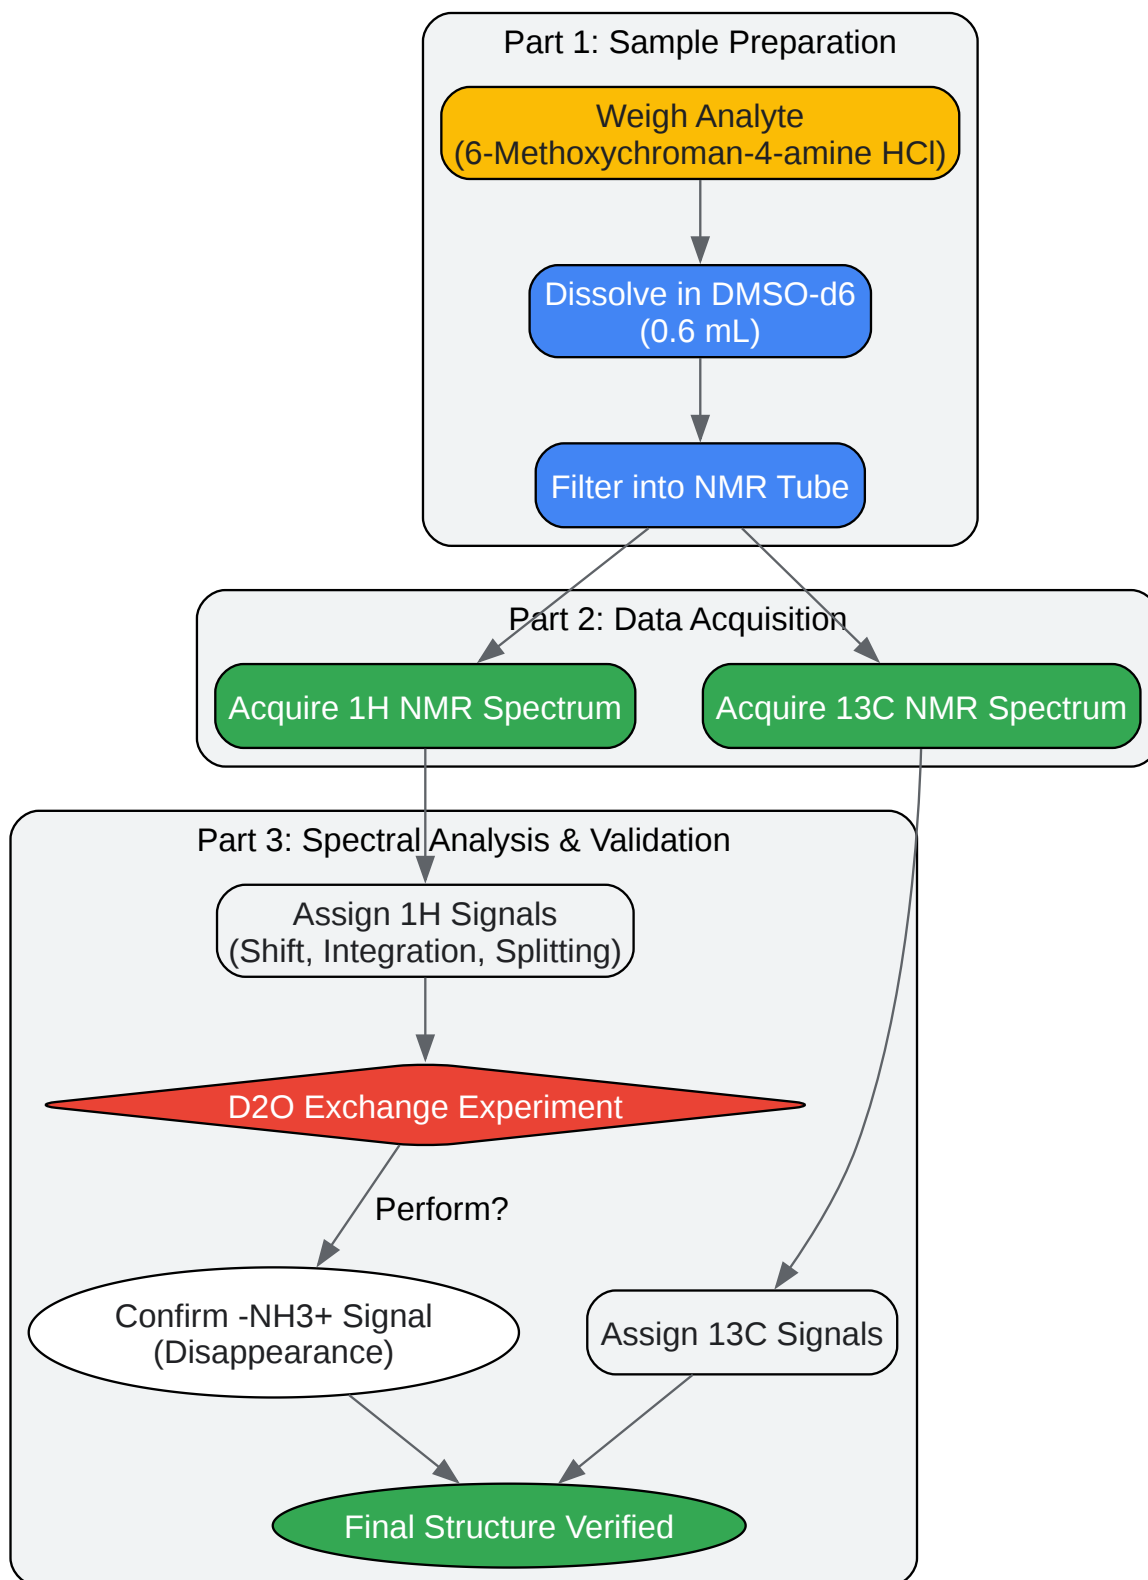 Part 1: Sample Preparation
Weigh Analyte
(6-Methoxychroman-4-amine HCl)
Dissolve in DMSO-d6
(0.6 mL)
Filter into NMR Tube
Part 2: Data Acquisition
Acquire 1H NMR Spectrum
Acquire 13C NMR Spectrum
Part 3: Spectral Analysis & Validation
Assign 1H Signals
(Shift, Integration, Splitting)
D2O Exchange Experiment
Perform?
Confirm -NH3+ Signal
(Disappearance)
Assign 13C Signals
Final Structure Verified